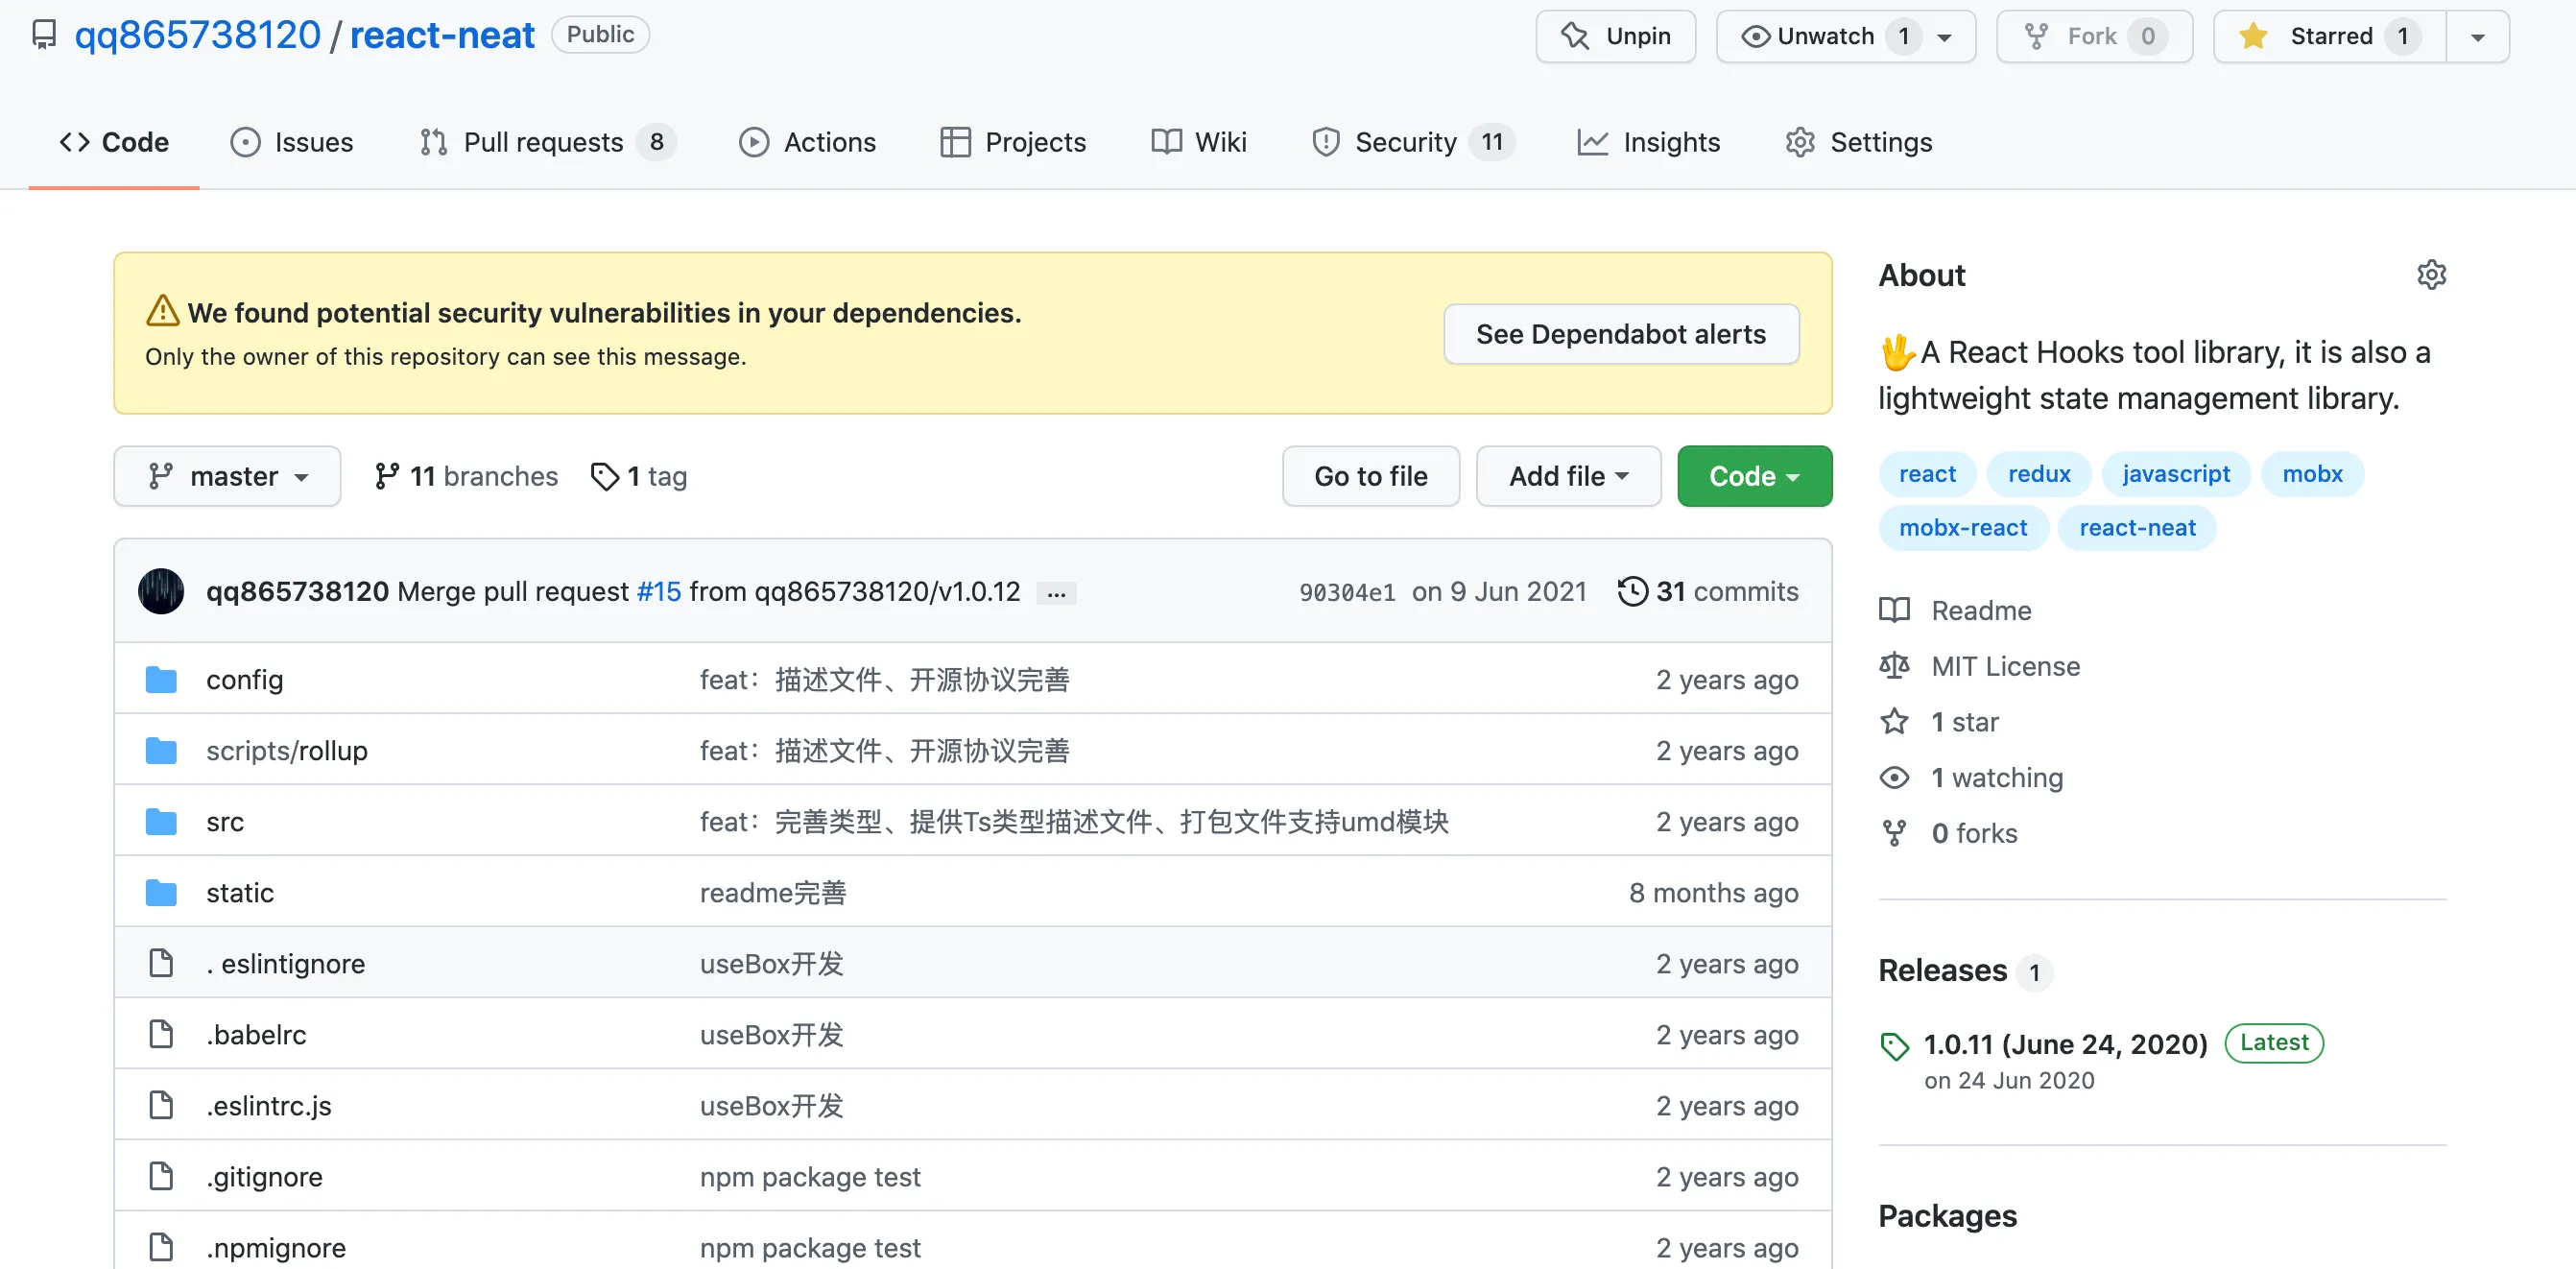 qq865738120 / react-neat Public
Unpin Unwatch 1 Fork 0 Starred 1
Code Issues Pull requests 8 Actions Projects Wiki Security 11 Insights Settings
We found potential security vulnerabilities in your dependencies.
Only the owner of this repository can see this message.
See Dependabot alerts
master 11 branches 1 tag
Go to file Add file Code
qq865738120 Merge pull request #15 from qq865738120/v1.0.12 ... 90304e1 on 9 Jun 2021 31 commits
config feat：描述文件、开源协议完善 2 years ago
scripts/rollup feat：描述文件、开源协议完善 2 years ago
src feat：完善类型、提供Ts类型描述文件、打包文件支持umd模块 2 years ago
static readme完善 8 months ago
. eslintignore useBox开发 2 years ago
.babelrc useBox开发 2 years ago
.eslintrc.js useBox开发 2 years ago
.gitignore npm package test 2 years ago
.npmignore npm package test 2 years ago
About
🖖A React Hooks tool library, it is also a
lightweight state management library.
react redux javascript mobx
mobx-react react-neat
Readme
MIT License
1 star
1 watching
0 forks
Releases 1
1.0.11 (June 24, 2020) Latest
on 24 Jun 2020
Packages